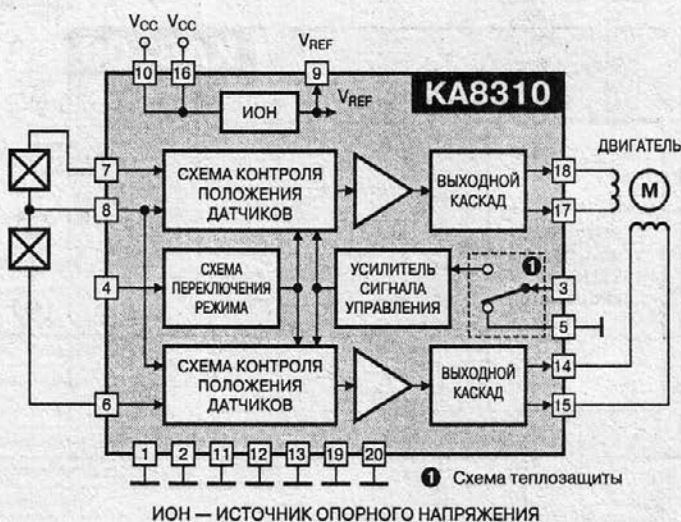 VCC VCC VREF
10 16 9
KA8310
ИОН
VREF
ДВИГАТЕЛЬ
7
СХЕМА КОНТРОЛЯ
ПОЛОЖЕНИЯ
ДАТЧИКОВ
ВЫХОДНОЙ
КАСКАД
18
M
8
17
4
СХЕМА
ПЕРЕКЛЮЧЕНИЯ
РЕЖИМА
УСИЛИТЕЛЬ
СИГНАЛА
УПРАВЛЕНИЯ
1
3
5
СХЕМА КОНТРОЛЯ
ПОЛОЖЕНИЯ
ДАТЧИКОВ
ВЫХОДНОЙ
КАСКАД
14
6
15
1 2 11 12 13 19 20
1 Схема теплозащиты
ИОН — ИСТОЧНИК ОПОРНОГО НАПРЯЖЕНИЯ